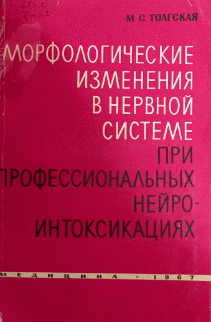 М. С. ТОЛГСКАЯ
МОРФОЛОГИЧЕСКИЕ
ИЗМЕНЕНИЯ
В НЕРВНОЙ
СИСТЕМЕ
ПРИ
ПРОФЕССИОНАЛЬНЫХ
НЕЙРО-
ИНТОКСИКАЦИЯХ
МЕДИЦИНА · 1967